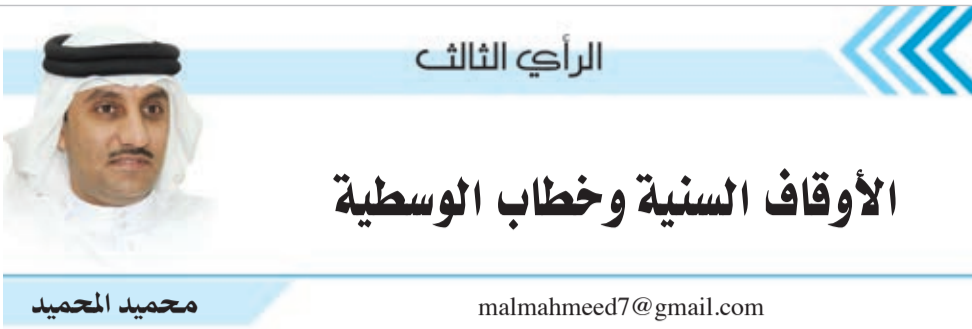 الرأي الثالث
الأوقاف السنية وخطاب الوسطية
محميد المحميد
malmahmeed7@gmail.com